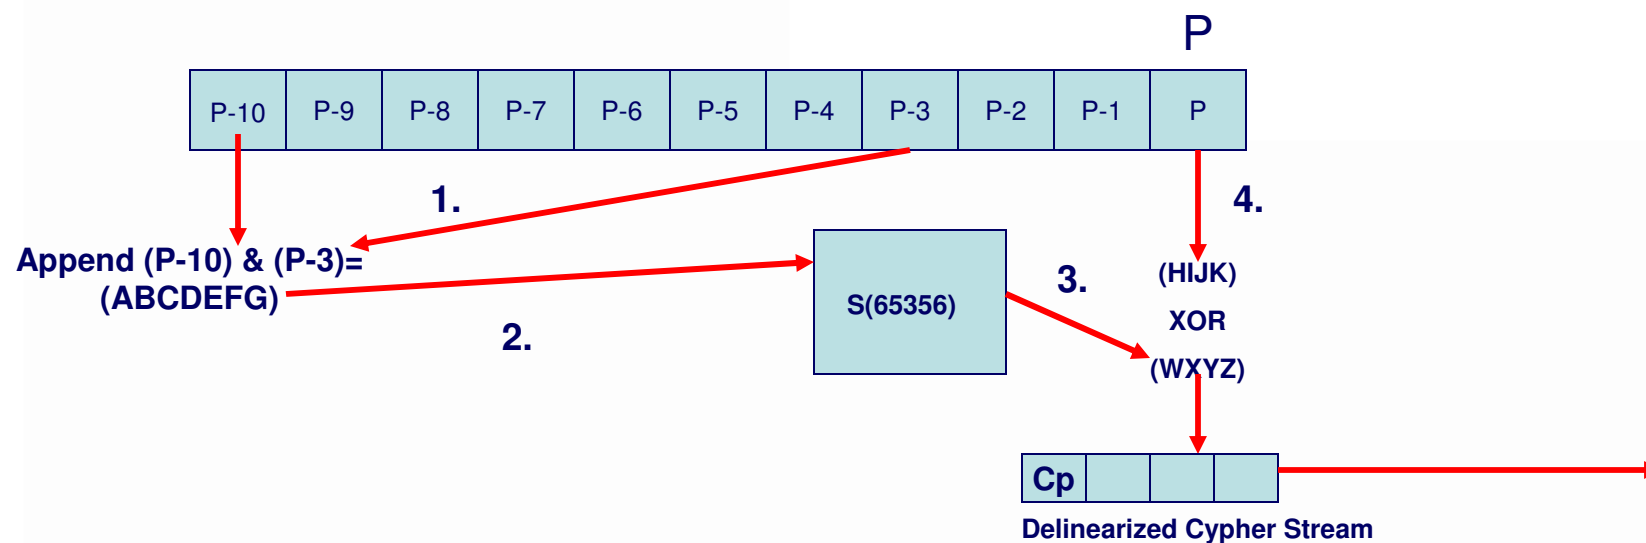 P
P-10 P-9 P-8 P-7 P-6 P-5 P-4 P-3 P-2 P-1 P
1.
4.
Append (P-10) & (P-3)=
(ABCDEFG)
2.
S(65356)
3.
(HIJK)
XOR
(WXYZ)
Cp
Delinearized Cypher Stream